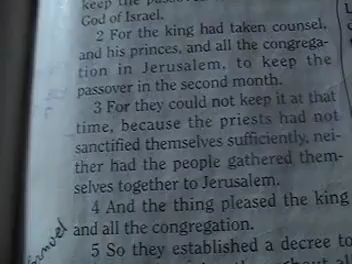 keep the passover
God of Israel.
2 For the king had taken counsel,
and his princes, and all the congrega-
tion in Jerusalem, to keep the
passover in the second month.
3 For they could not keep it at that
time, because the priests had not
sanctified themselves sufficiently, nei-
ther had the people gathered them-
selves together to Jerusalem.
4 And the thing pleased the king
and all the congregation.
5 So they established a decree to